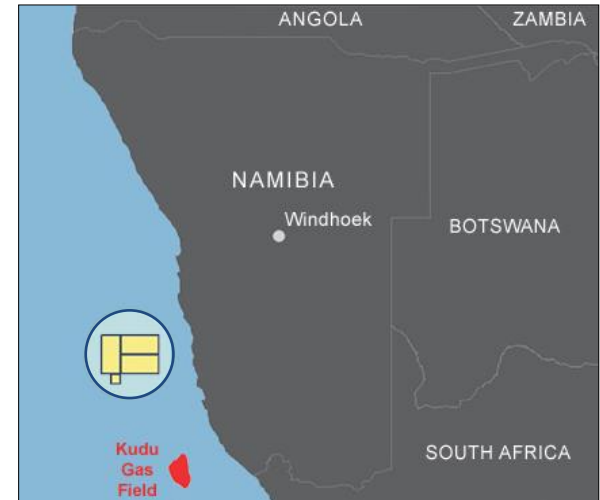 ANGOLA
ZAMBIA
NAMIBIA
Windhoek
BOTSWANA
Kudu
Gas
Field
SOUTH AFRICA